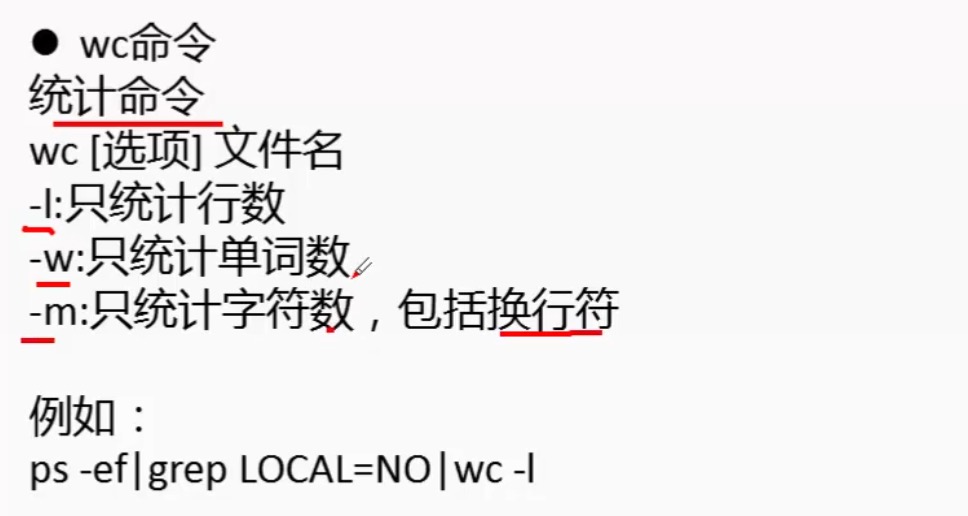 ● wc命令
统计命令
wc [选项] 文件名
-l:只统计行数
-w:只统计单词数
-m:只统计字符数，包括换行符
例如：
ps -ef|grep LOCAL=NO|wc -l